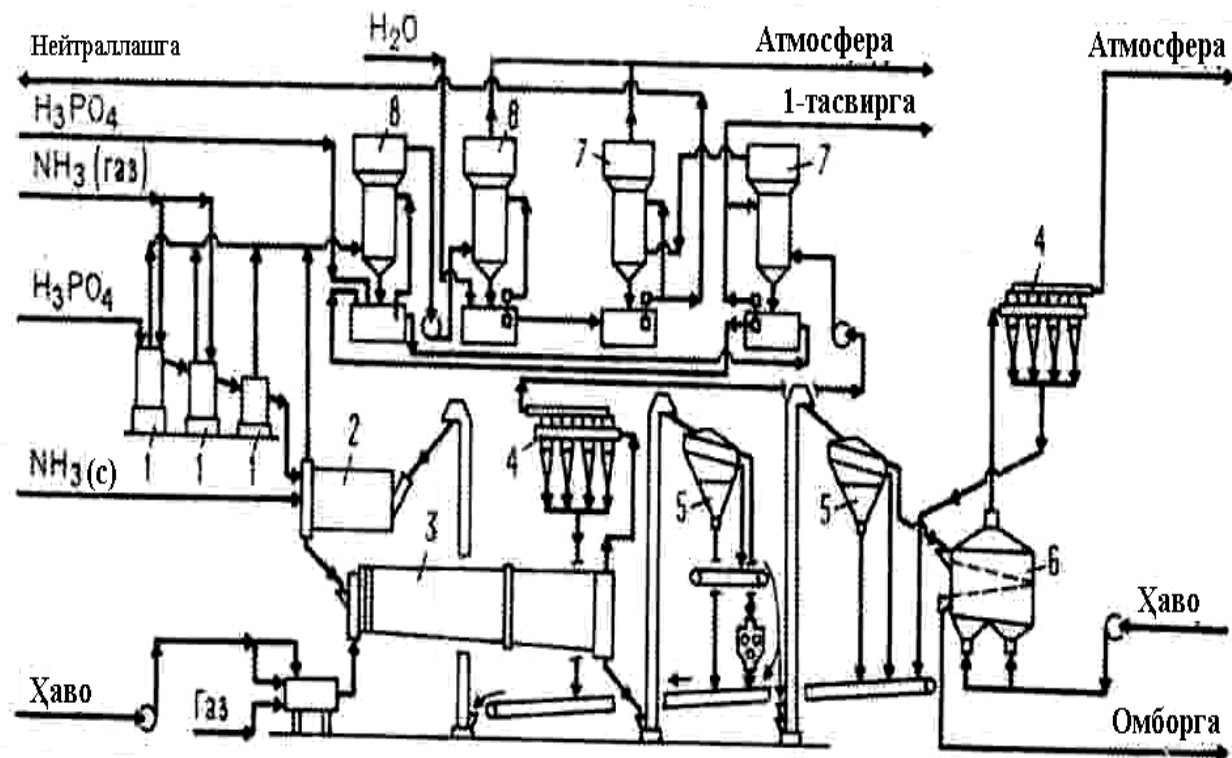 Нейтраллашга
H₂O
Атмосфера
Атмосфера
H₃PO₄
8
8
7
7
1-тасвирга
NH₃ (газ)
4
H₃PO₄
1
1
1
2
4
5
5
NH₃(с)
3
6
Ҳаво
Ҳаво
Газ
Омборга